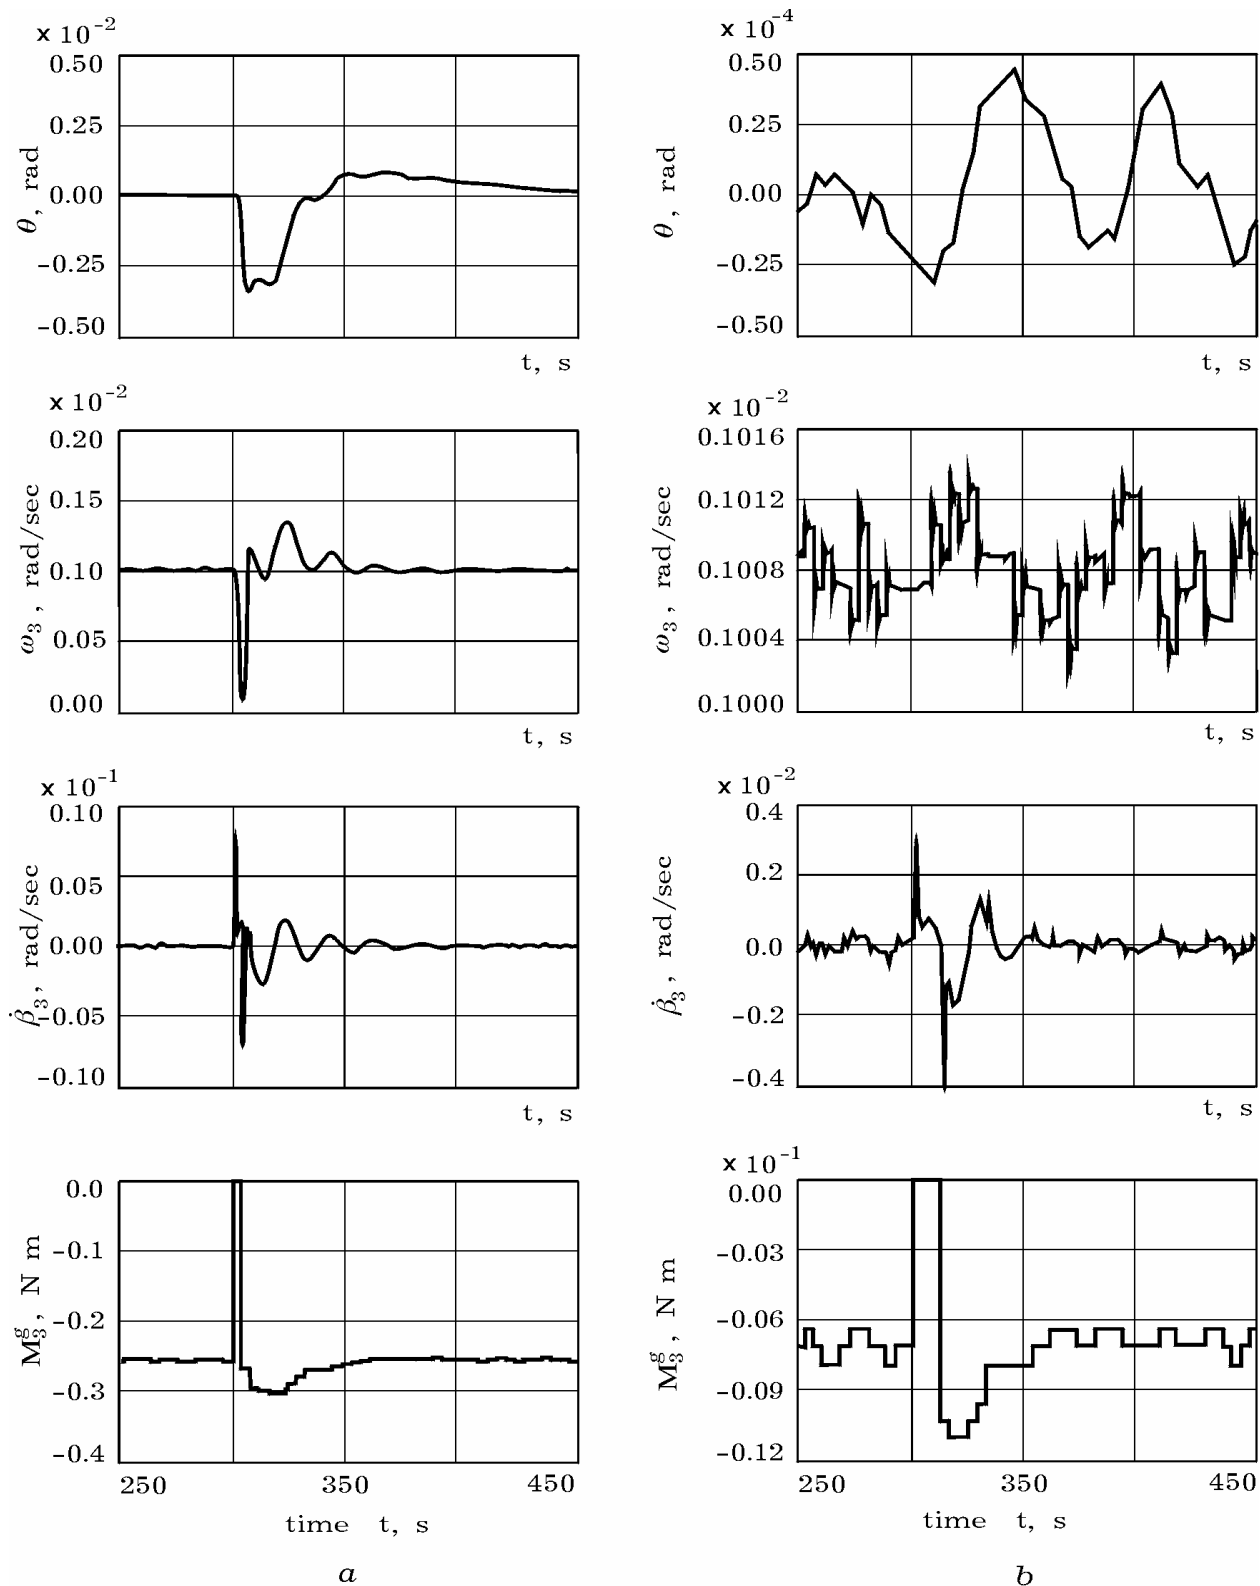 x 10⁻²
0.50
0.25
0.00
-0.25
-0.50
θ, rad
t, s
x 10⁻²
0.20
0.15
0.10
0.05
0.00
ω₃, rad/sec
t, s
x 10⁻¹
0.10
0.05
0.00
-0.05
-0.10
β̇₃, rad/sec
t, s
0.0
-0.1
-0.2
-0.3
-0.4
M₃ᵍ, N m
250 350 450
time t, s
a
x 10⁻⁴
0.50
0.25
0.00
-0.25
-0.50
θ, rad
t, s
x 10⁻²
0.1016
0.1012
0.1008
0.1004
0.1000
ω₃, rad/sec
t, s
x 10⁻²
0.4
0.2
0.0
-0.2
-0.4
β̇₃, rad/sec
t, s
x 10⁻¹
0.00
-0.03
-0.06
-0.09
-0.12
M₃ᵍ, N m
250 350 450
time t, s
b